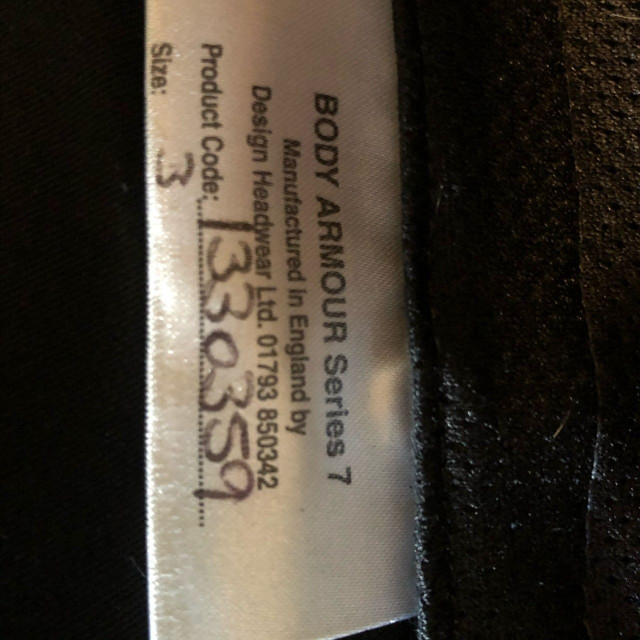 BODY ARMOUR Series 7
Manufactured in England by
Design Headwear Ltd. 01793 850342
Product Code: 1330359
Size: 3